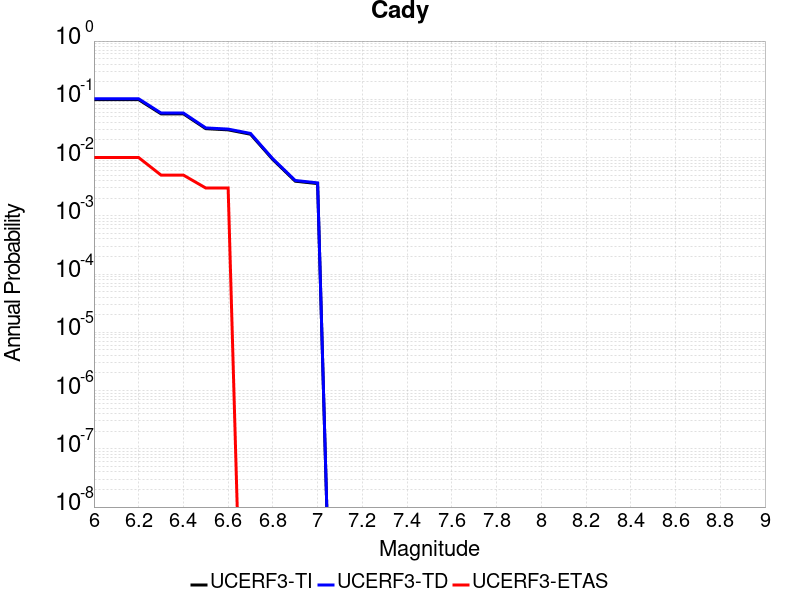 Cady
10^0
10^-1
10^-2
10^-3
10^-4
10^-5
10^-6
10^-7
10^-8
Annual Probability
6 6.2 6.4 6.6 6.8 7 7.2 7.4 7.6 7.8 8 8.2 8.4 8.6 8.8 9
Magnitude
UCERF3-TI UCERF3-TD UCERF3-ETAS